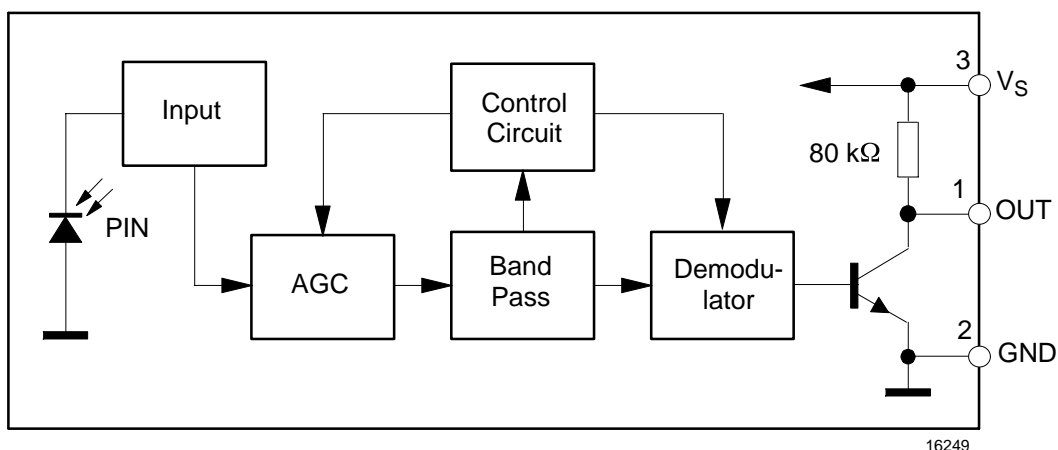 Input
Control
Circuit
3
V_S
80 kΩ
1
OUT
PIN
AGC
Band
Pass
Demodu-
lator
2
GND
16249